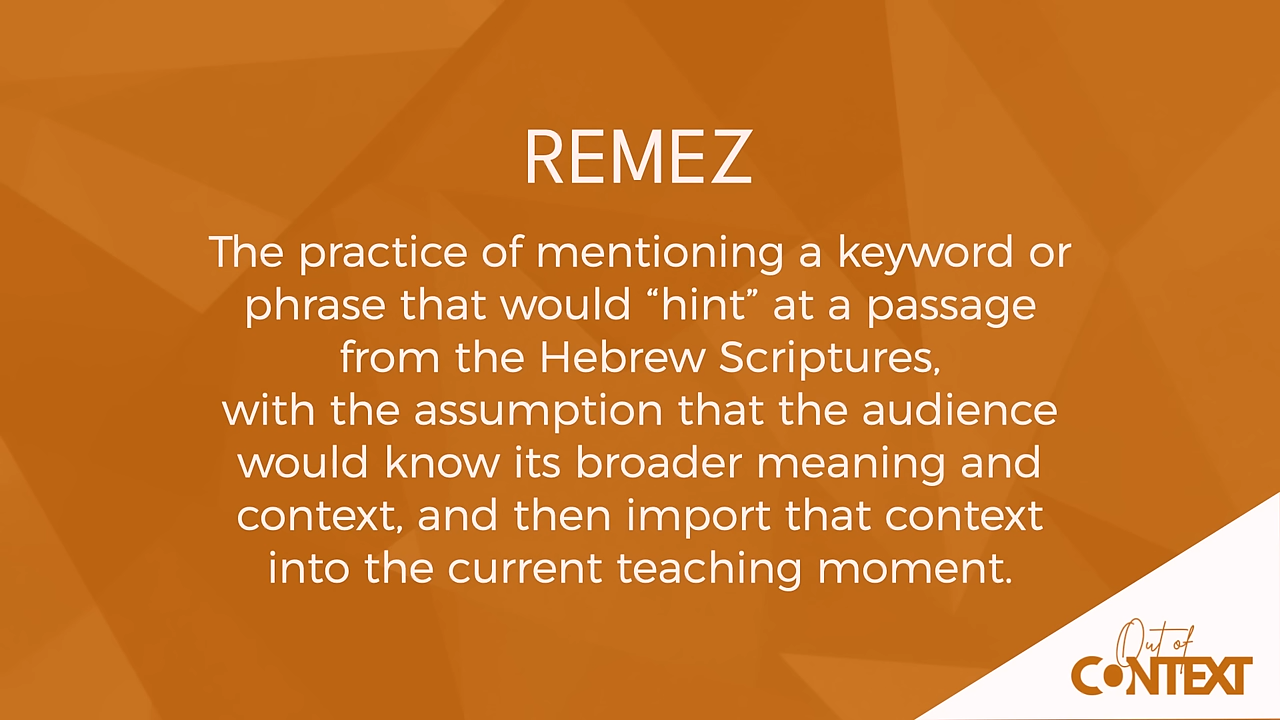 REMEZ
The practice of mentioning a keyword or
phrase that would “hint” at a passage
from the Hebrew Scriptures,
with the assumption that the audience
would know its broader meaning and
context, and then import that context
into the current teaching moment.
Out of
CONTEXT